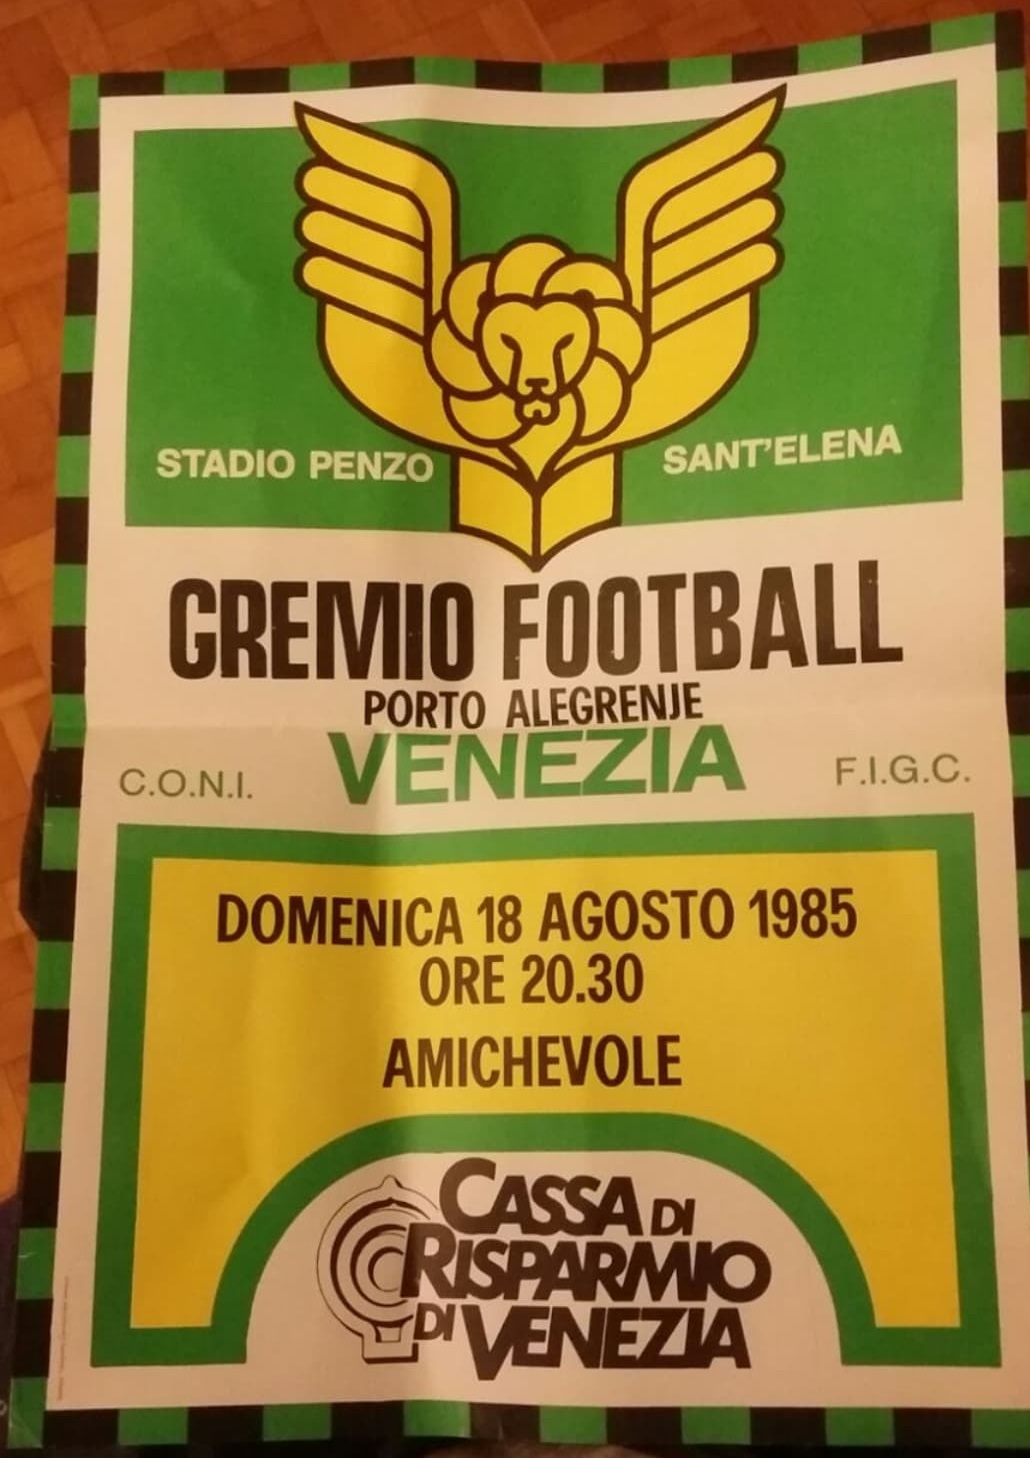 STADIO PENZO SANT'ELENA
GREMIO FOOTBALL
PORTO ALEGRENJE
VENEZIA
C.O.N.I. F.I.G.C.
DOMENICA 18 AGOSTO 1985
ORE 20.30
AMICHEVOLE
CASSA DI
RISPARMIO
DI VENEZIA